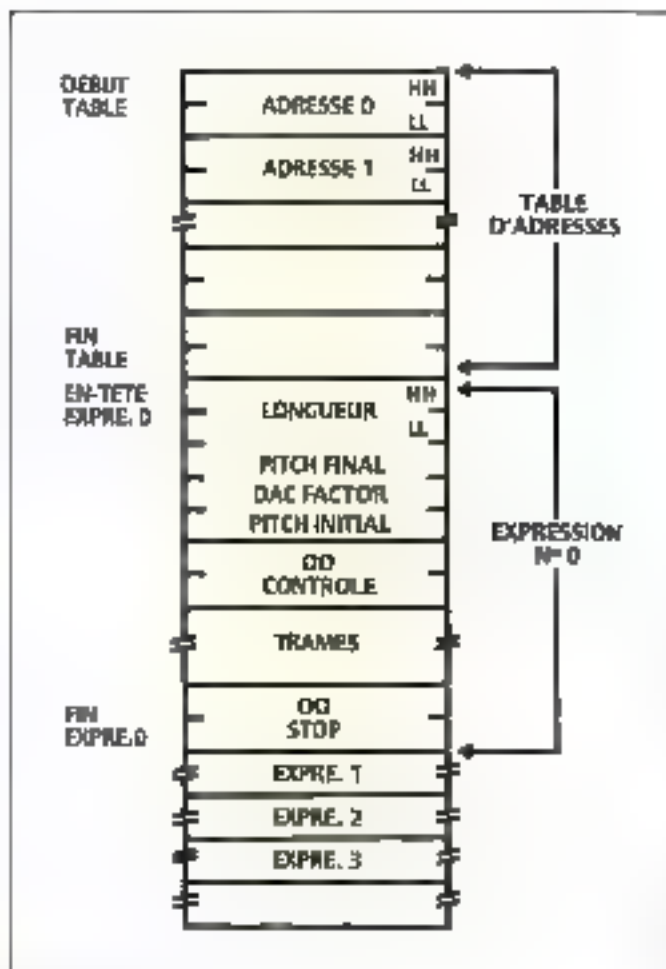 DEBUT
TABLE
ADRESSE 0
HH
LL
ADRESSE 1
HH
LL
TABLE
D'ADRESSES
FIN
TABLE
EN-TETE
EXPRE. 0
LONGUEUR
HH
LL
PITCH FINAL
DAC FACTOR
PITCH INITIAL
EXPRESSION
N° 0
00
CONTROLE
TRAMES
FIN
EXPRE.0
00
STOP
EXPRE. 1
EXPRE. 2
EXPRE. 3